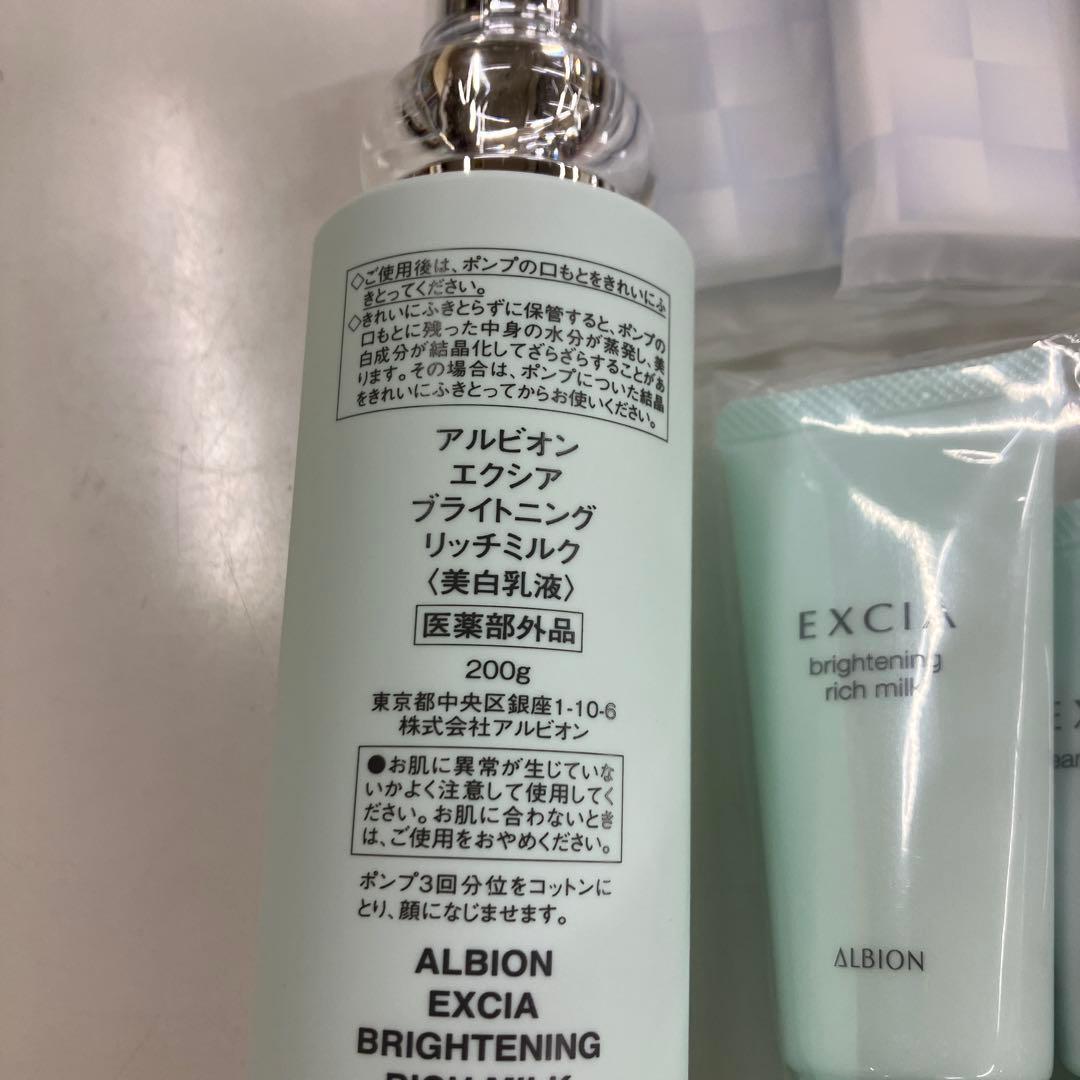 ◇ご使用後は、ポンプの口もとをきれいにふ
きとってください。
◇きれいにふきとらずに保管すると、ポンプの
口もとに残った中身の水分が蒸発し、美
白成分が結晶化してざらざらすることがあ
ります。その場合は、ポンプについた結晶
をきれいにふきとってからお使いください。
アルビオン
エクシア
ブライトニング
リッチミルク
〈美白乳液〉
医薬部外品
200g
東京都中央区銀座1-10-6
株式会社アルビオン
●お肌に異常が生じていな
いかよく注意して使用してく
ださい。お肌に合わないとき
は、ご使用をおやめください。
ポンプ3回分位をコットンに
とり、顔になじませます。
ALBION
EXCIA
BRIGHTENING
RICH MILK
EXCIA
brightening
rich milk
ALBION